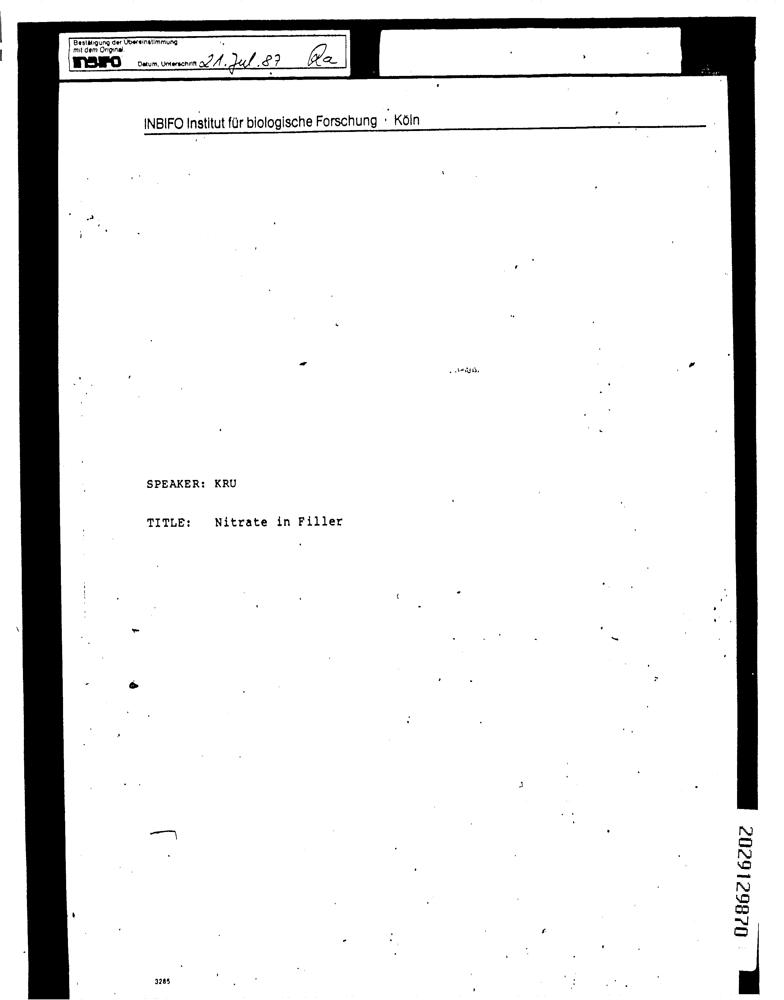 Bestätigung der Übereinstimmung
mit dem Original
INBIFO Datum, Unterschrift 21. Jul. 87 Ra
INBIFO Institut für biologische Forschung · Köln
SPEAKER: KRU
TITLE: Nitrate in Filler
2029129870
3285